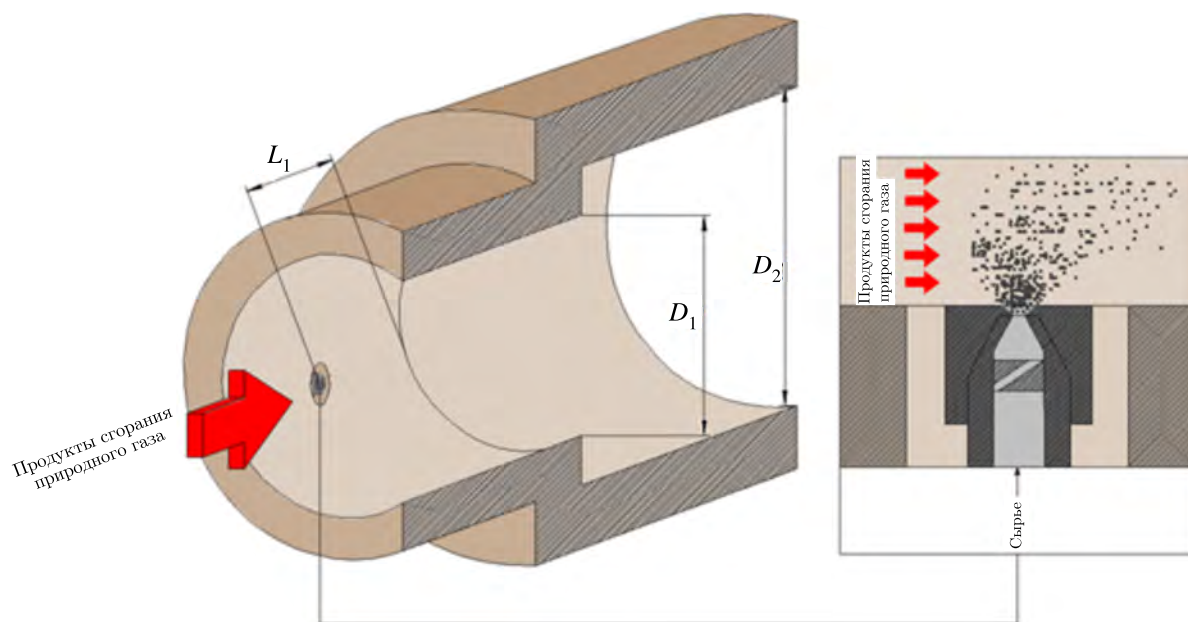 L1
D2
D1
Продукты сгорания
природного газа
Продукты сгорания
природного газа
Сырье